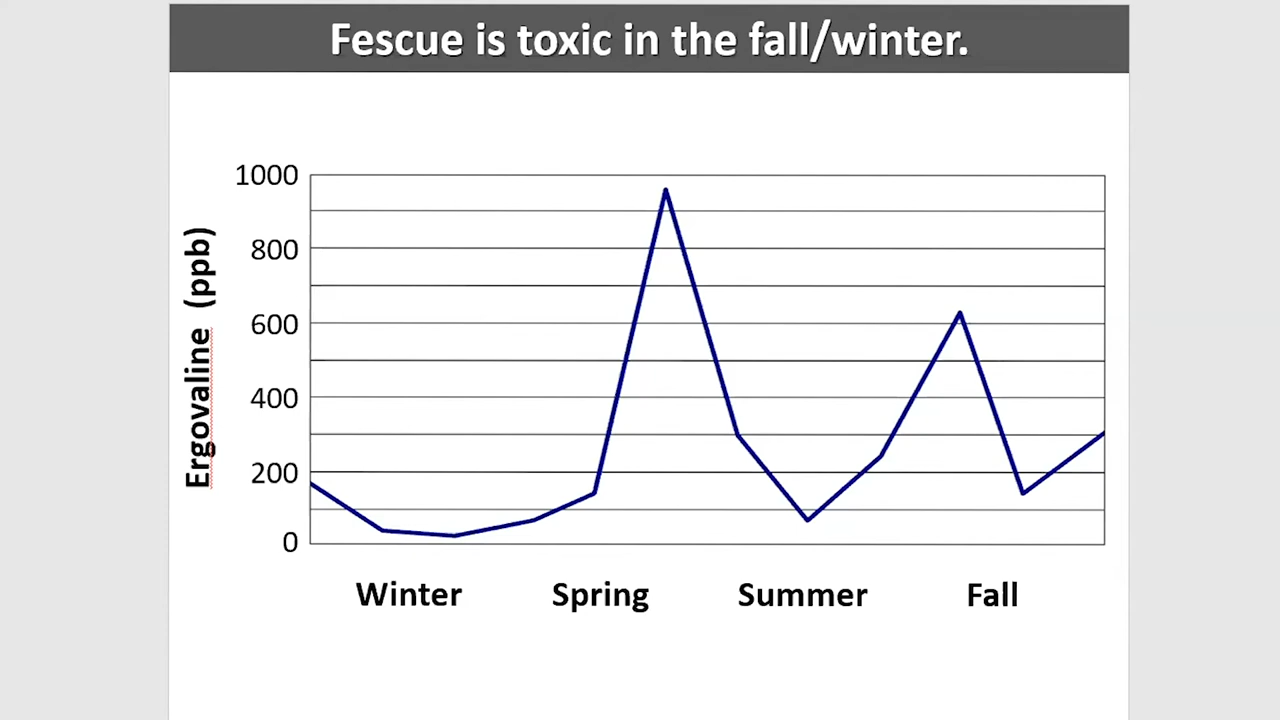 Fescue is toxic in the fall/winter.
Ergovaline (ppb)
1000
800
600
400
200
0
Winter Spring Summer Fall